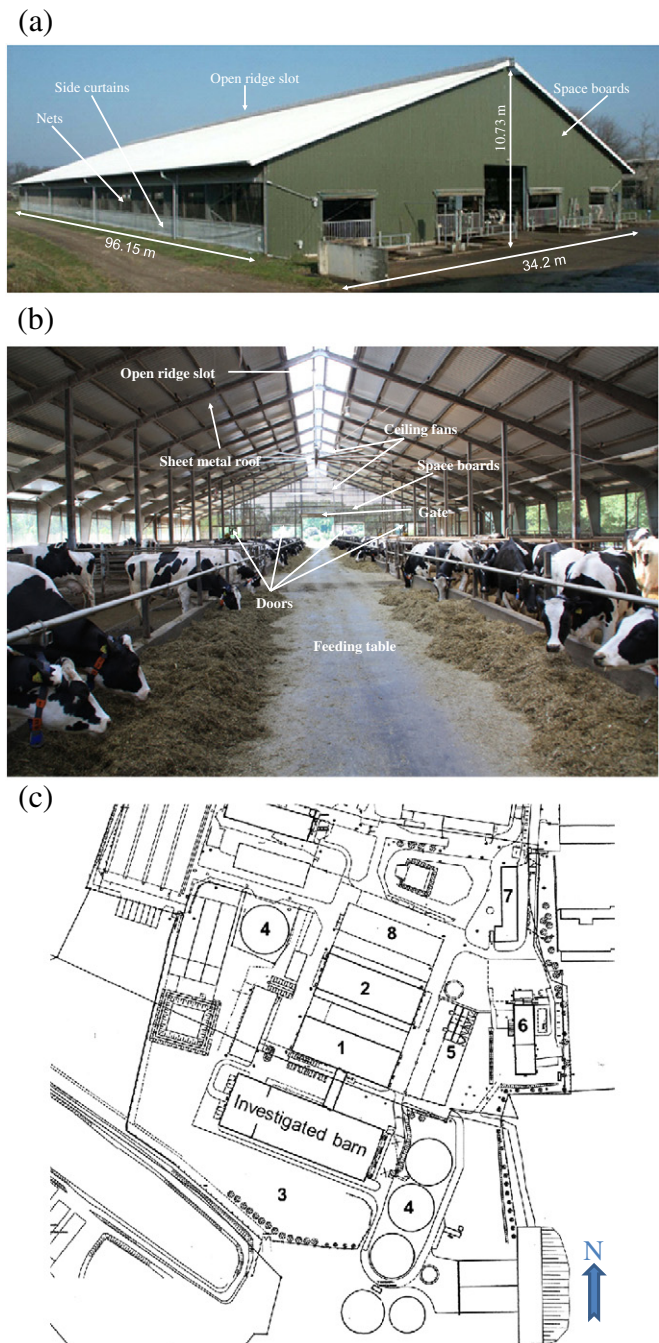 (a)
Open ridge slot
Side curtains
Space boards
Nets
10.73 m
96.15 m
34.2 m
(b)
Open ridge slot
Ceiling fans
Sheet metal roof
Space boards
Gate
Doors
Feeding table
(c)
7
4
8
2
6
1
5
Investigated barn
3
4
N